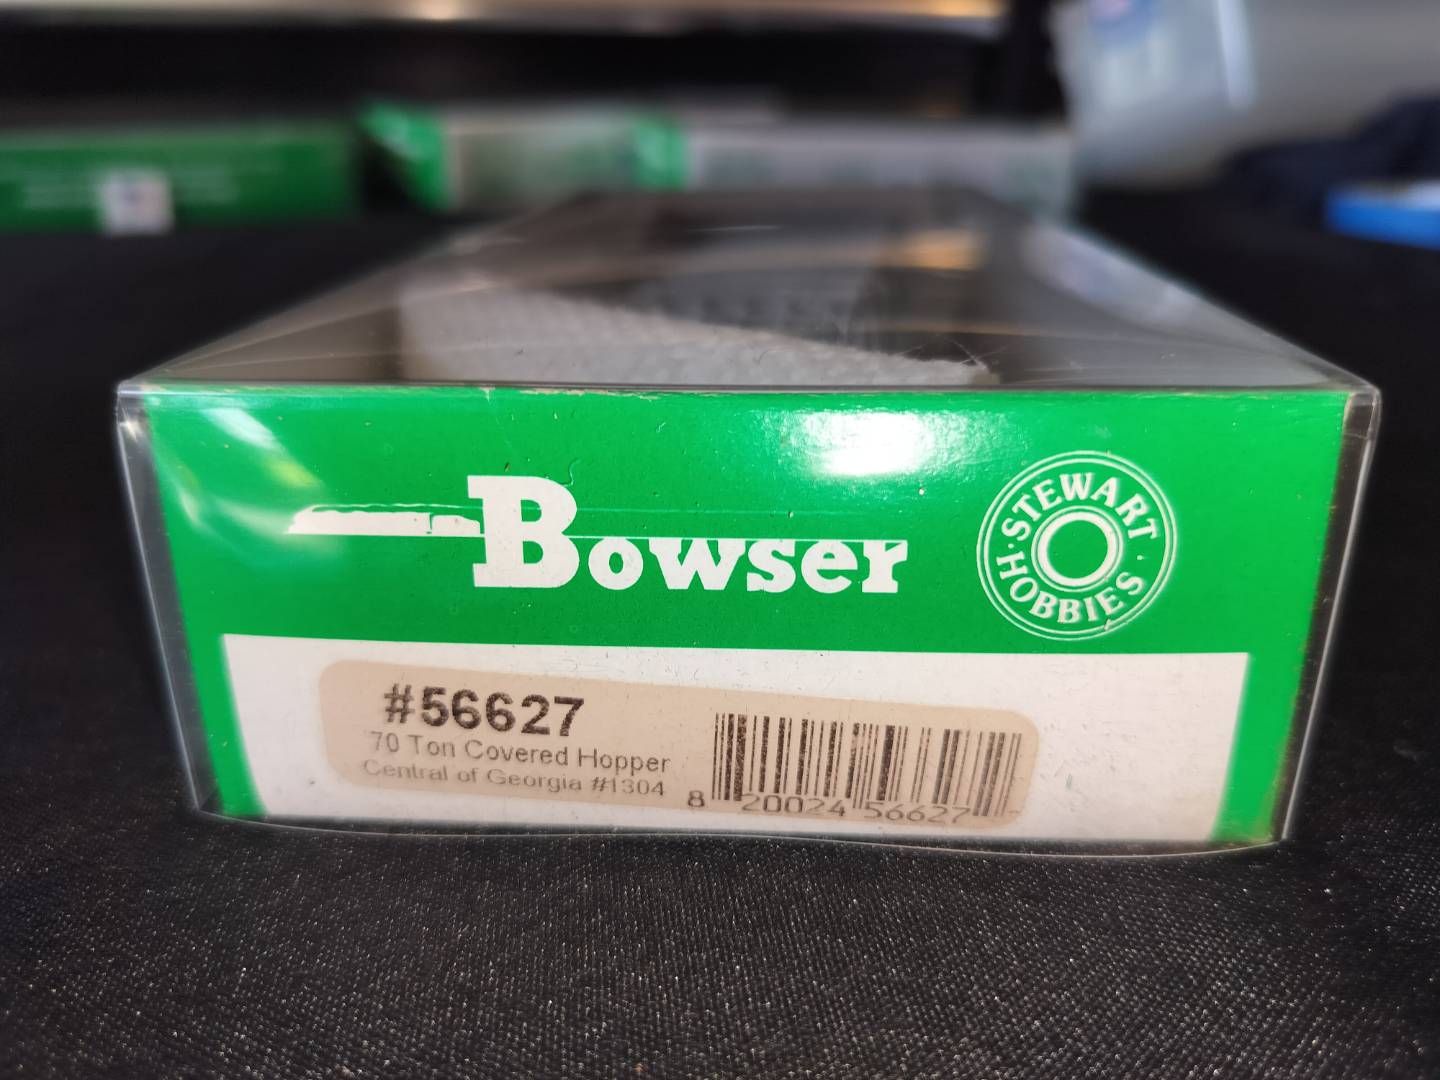 Bowser
STEWART
HOBBIES
#56627
70 Ton Covered Hopper
Central of Georgia #1304
8 20024 56627